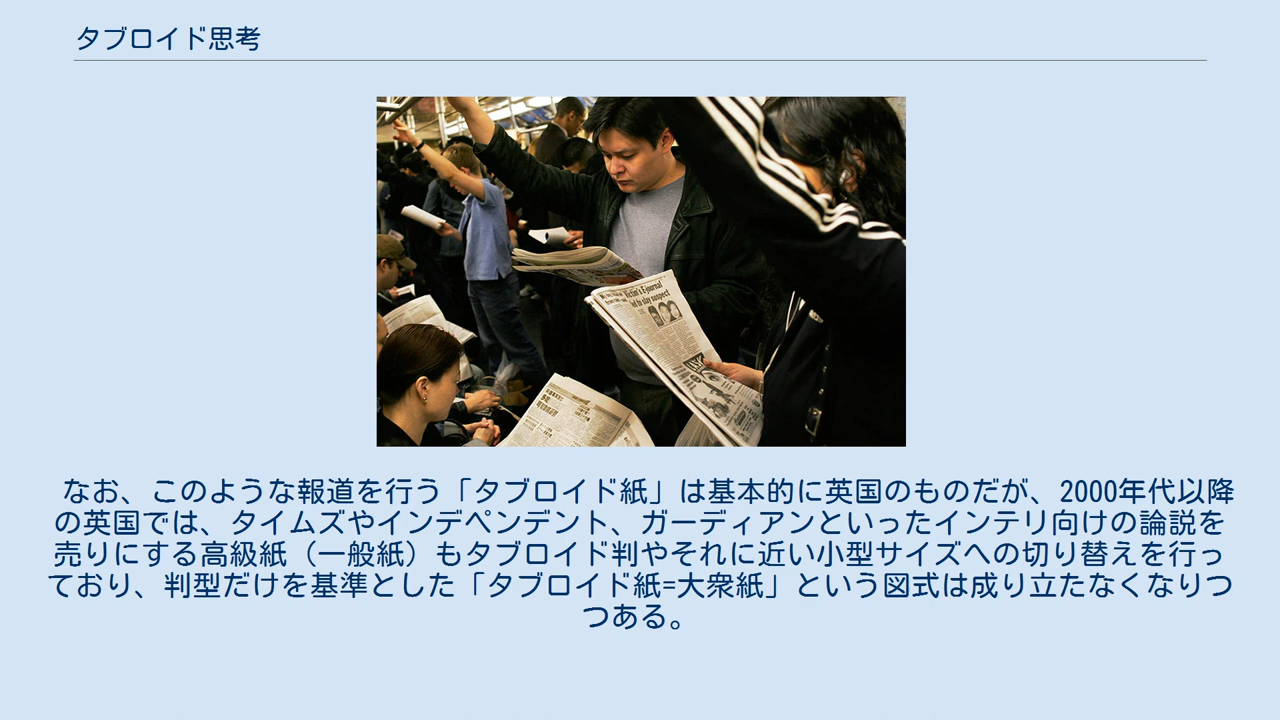 タブロイド思考
Victim's E-journal
led to slay suspect
なお、このような報道を行う「タブロイド紙」は基本的に英国のものだが、2000年代以降
の英国では、タイムズやインデペンデント、ガーディアンといったインテリ向けの論説を
売りにする高級紙（一般紙）もタブロイド判やそれに近い小型サイズへの切り替えを行っ
ており、判型だけを基準とした「タブロイド紙=大衆紙」という図式は成り立たなくなりつ
つある。